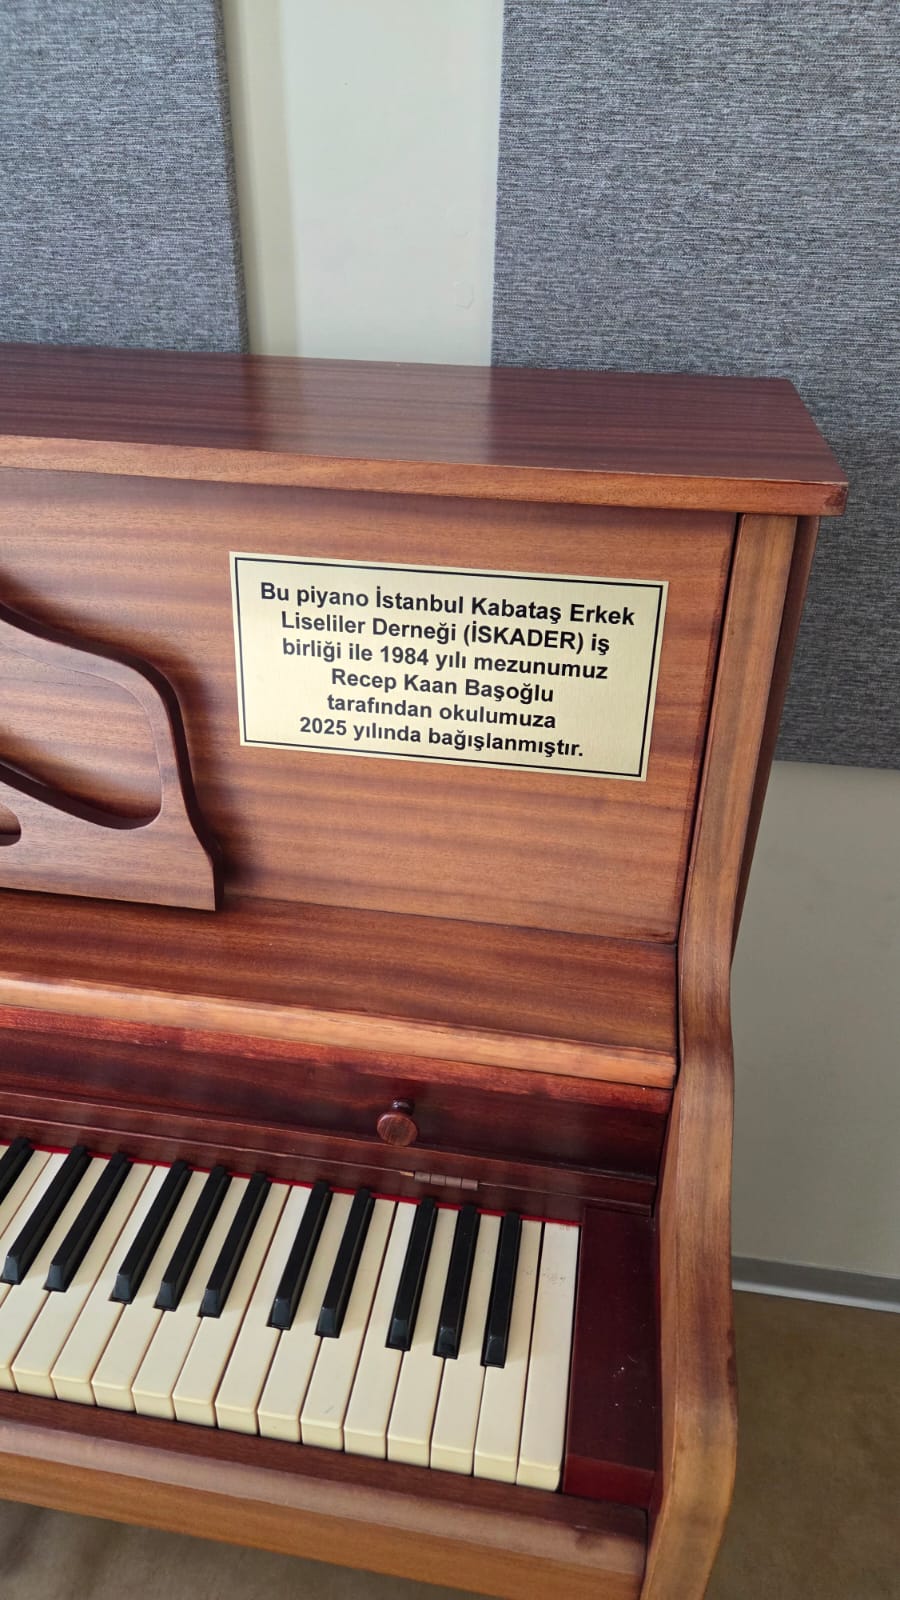 Bu piyano İstanbul Kabataş Erkek
Liseliler Derneği (İSKADER) iş
birliği ile 1984 yılı mezunumuz
Recep Kaan Başoğlu
tarafından okulumuza
2025 yılında bağışlanmıştır.